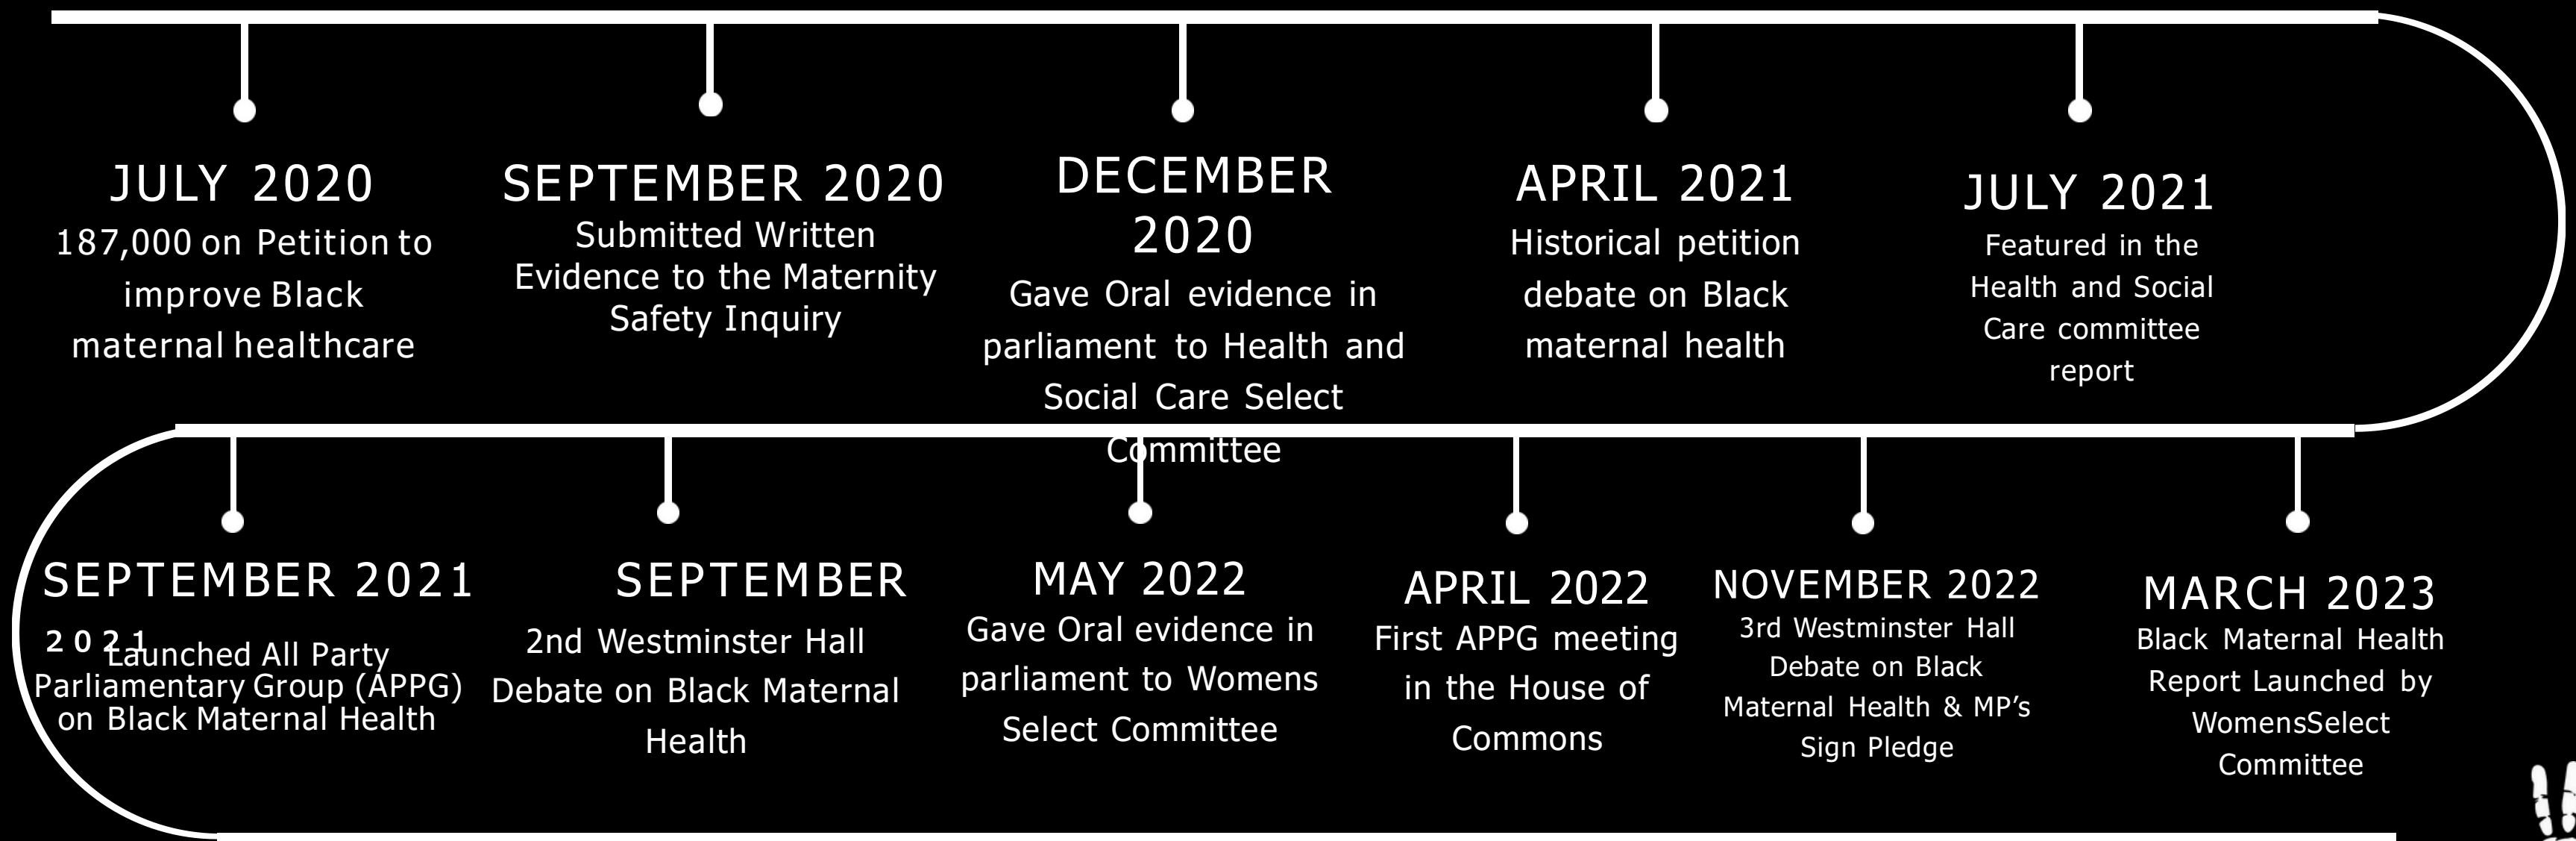 JULY 2020
187,000 on Petition to
improve Black
maternal healthcare
SEPTEMBER 2020
Submitted Written
Evidence to the Maternity
Safety Inquiry
DECEMBER
2020
Gave Oral evidence in
parliament to Health and
Social Care Select
Committee
APRIL 2021
Historical petition
debate on Black
maternal health
JULY 2021
Featured in the
Health and Social
Care committee
report
SEPTEMBER 2021
Launched All Party
Parliamentary Group (APPG)
on Black Maternal Health
SEPTEMBER
2021
2nd Westminster Hall
Debate on Black Maternal
Health
MAY 2022
Gave Oral evidence in
parliament to Womens
Select Committee
APRIL 2022
First APPG meeting
in the House of
Commons
NOVEMBER 2022
3rd Westminster Hall
Debate on Black
Maternal Health & MP’s
Sign Pledge
MARCH 2023
Black Maternal Health
Report Launched by
WomensSelect
Committee